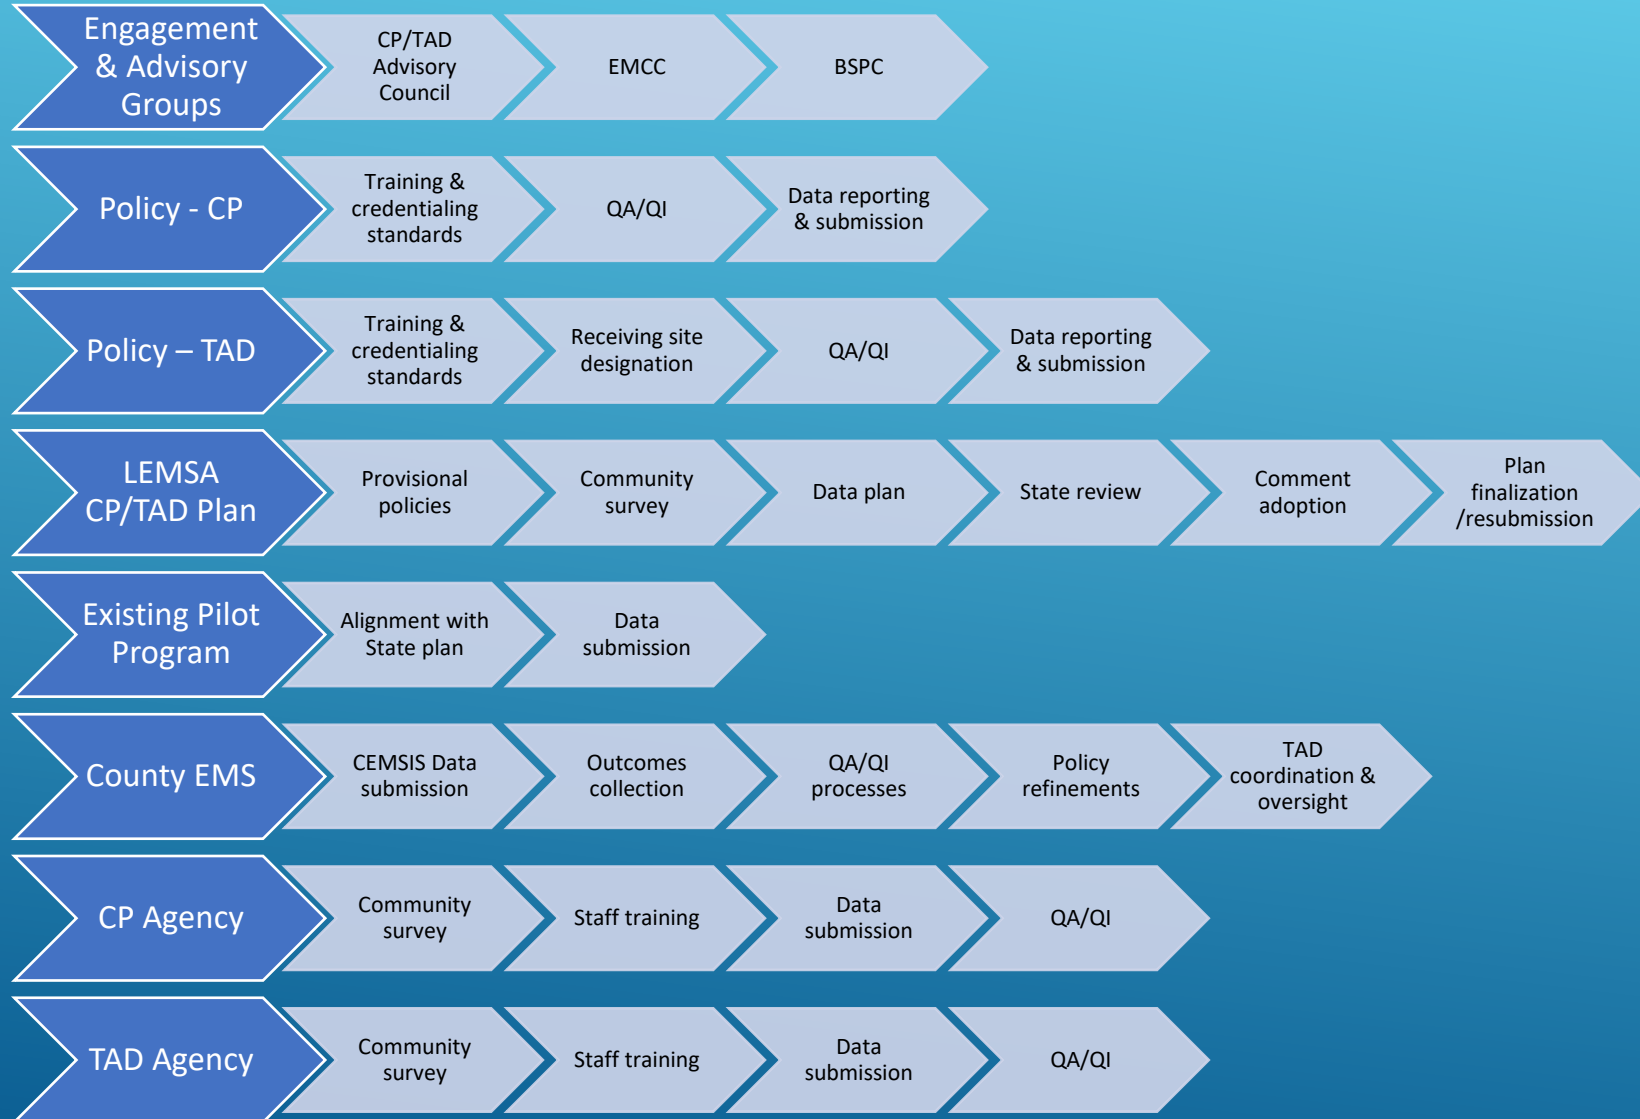 Engagement
& Advisory
Groups
CP/TAD
Advisory
Council
EMCC
BSPC
Policy - CP
Training &
credentialing
standards
QA/QI
Data reporting
& submission
Policy – TAD
Training &
credentialing
standards
Receiving site
designation
QA/QI
Data reporting
& submission
LEMSA
CP/TAD Plan
Provisional
policies
Community
survey
Data plan
State review
Comment
adoption
Plan
finalization
/resubmission
Existing Pilot
Program
Alignment with
State plan
Data
submission
County EMS
CEMSIS Data
submission
Outcomes
collection
QA/QI
processes
Policy
refinements
TAD
coordination &
oversight
CP Agency
Community
survey
Staff training
Data
submission
QA/QI
TAD Agency
Community
survey
Staff training
Data
submission
QA/QI